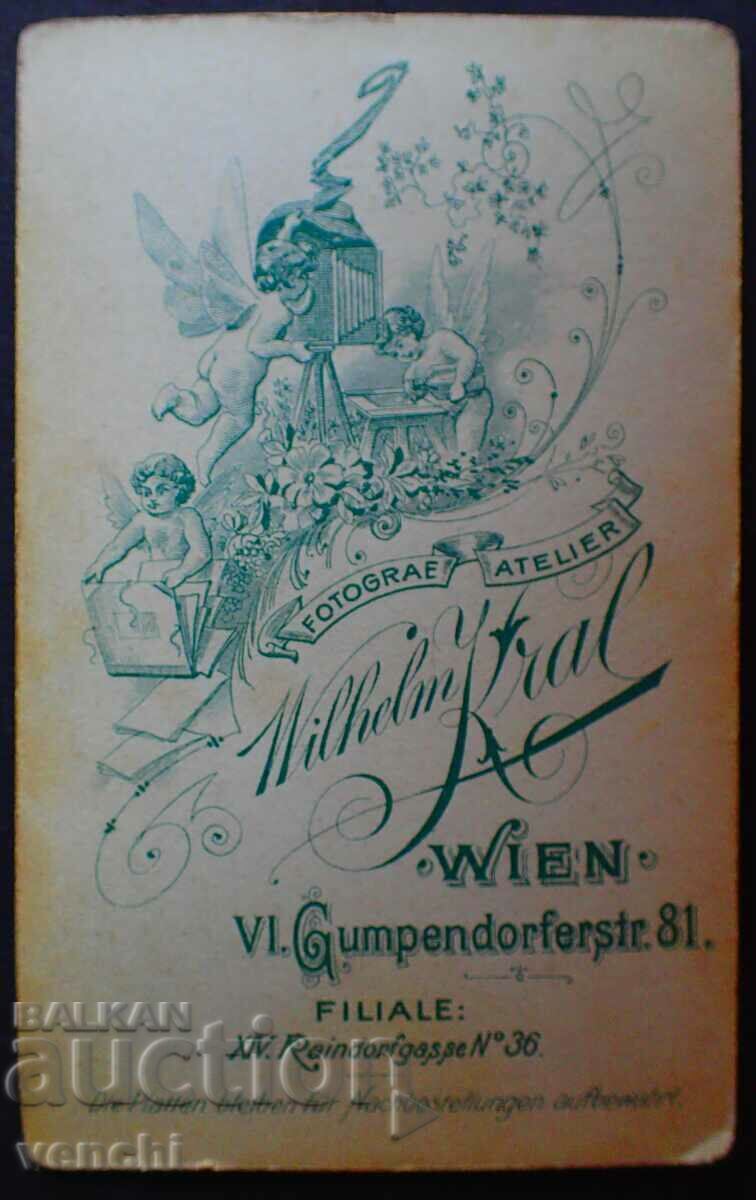 FOTOGRAF ATELIER
Wilhelm Kral
· WIEN ·
VI. Gumpendorferstr. 81.
FILIALE:
XIV. Reindorfgasse No 36.
Die Platten bleiben für Nachbestellungen aufbewahrt.
BALKAN
auction
venchi